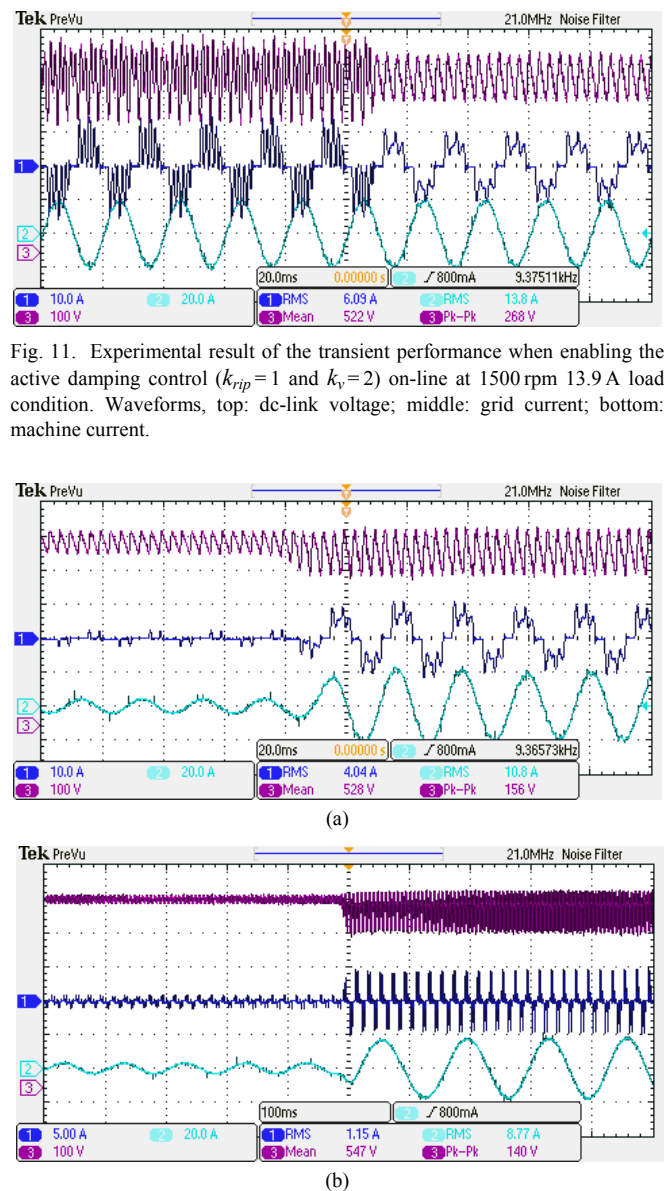 Tek PreVu 21.0MHz Noise Filter
T
T
1
2
3
20.0ms 0.00000 s 2 800mA 9.37511kHz
1 10.0 A 2 20.0 A 1 RMS 6.09 A 2 RMS 13.8 A
3 100 V 3 Mean 522 V 3 Pk-Pk 268 V
Fig. 11. Experimental result of the transient performance when enabling the
active damping control (krip = 1 and kv = 2) on-line at 1500 rpm 13.9 A load
condition. Waveforms, top: dc-link voltage; middle: grid current; bottom:
machine current.
Tek PreVu 21.0MHz Noise Filter
T
T
1
2
3
20.0ms 0.00000 s 2 800mA 9.36573kHz
1 10.0 A 2 20.0 A 1 RMS 4.04 A 2 RMS 10.8 A
3 100 V 3 Mean 528 V 3 Pk-Pk 156 V
(a)
Tek PreVu 21.0MHz Noise Filter
T
1
2
3
100ms 2 800mA
1 5.00 A 2 20.0 A 1 RMS 1.15 A 2 RMS 8.77 A
3 100 V 3 Mean 547 V 3 Pk-Pk 140 V
(b)